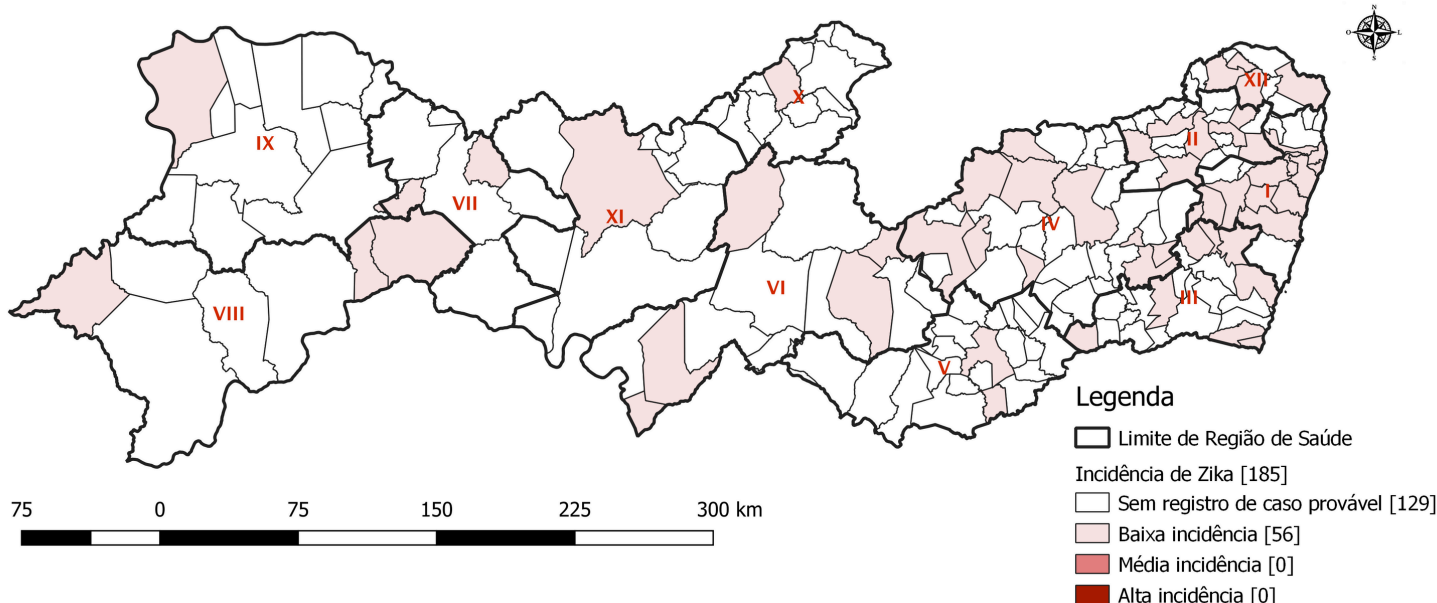 N
O
L
S
XII
X
II
IX
I
VII
XI
IV
VI
III
VIII
V
Legenda
Limite de Região de Saúde
Incidência de Zika [185]
Sem registro de caso provável [129]
Baixa incidência [56]
Média incidência [0]
Alta incidência [0]
75 0 75 150 225 300 km